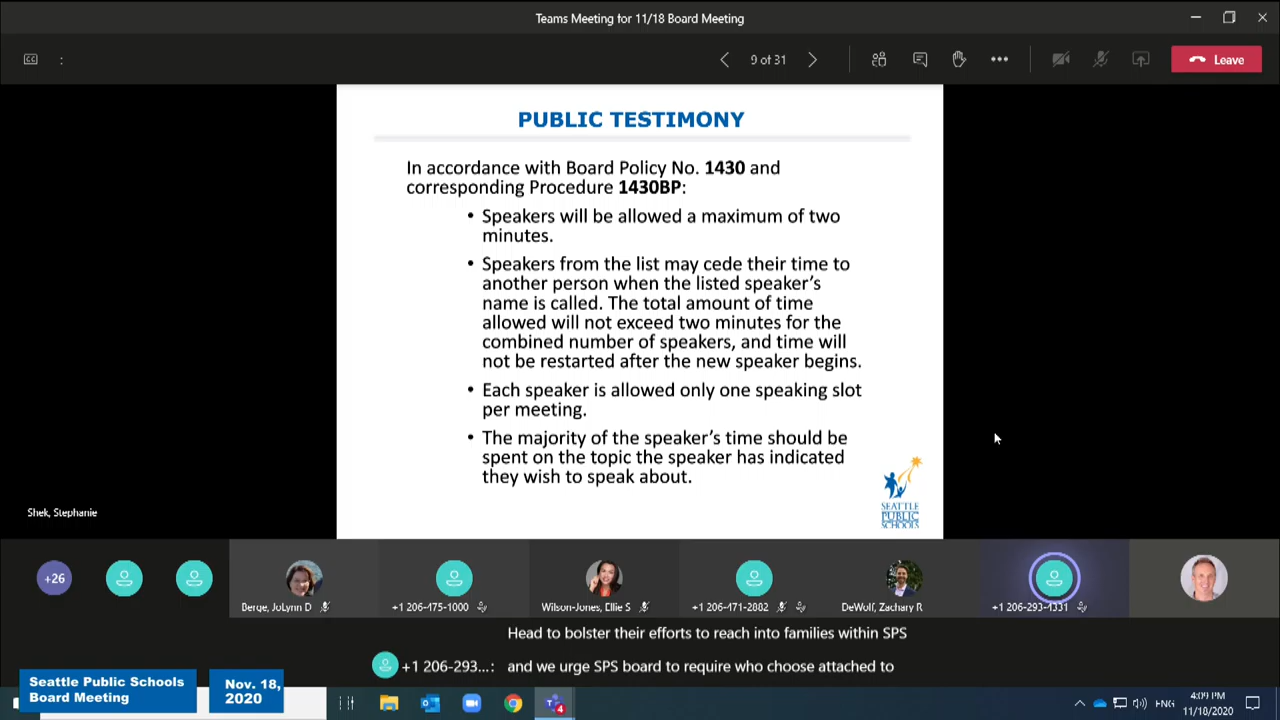 Teams Meeting for 11/18 Board Meeting
CC :
9 of 31
Leave
PUBLIC TESTIMONY
In accordance with Board Policy No. 1430 and
corresponding Procedure 1430BP:
• Speakers will be allowed a maximum of two
minutes.
• Speakers from the list may cede their time to
another person when the listed speaker's
name is called. The total amount of time
allowed will not exceed two minutes for the
combined number of speakers, and time will
not be restarted after the new speaker begins.
• Each speaker is allowed only one speaking slot
per meeting.
• The majority of the speaker's time should be
spent on the topic the speaker has indicated
they wish to speak about.
SEATTLE
PUBLIC
SCHOOLS
Shek, Stephanie
+26
Berge, JoLynn D
+1 206-475-1000
Wilson-Jones, Ellie S
+1 206-471-2882
DeWolf, Zachary R
+1 206-293-4331
Head to bolster their efforts to reach into families within SPS
+1 206-293...: and we urge SPS board to require who choose attached to
Seattle Public Schools
Board Meeting
Nov. 18,
2020
4
ENG
4:09 PM
11/18/2020